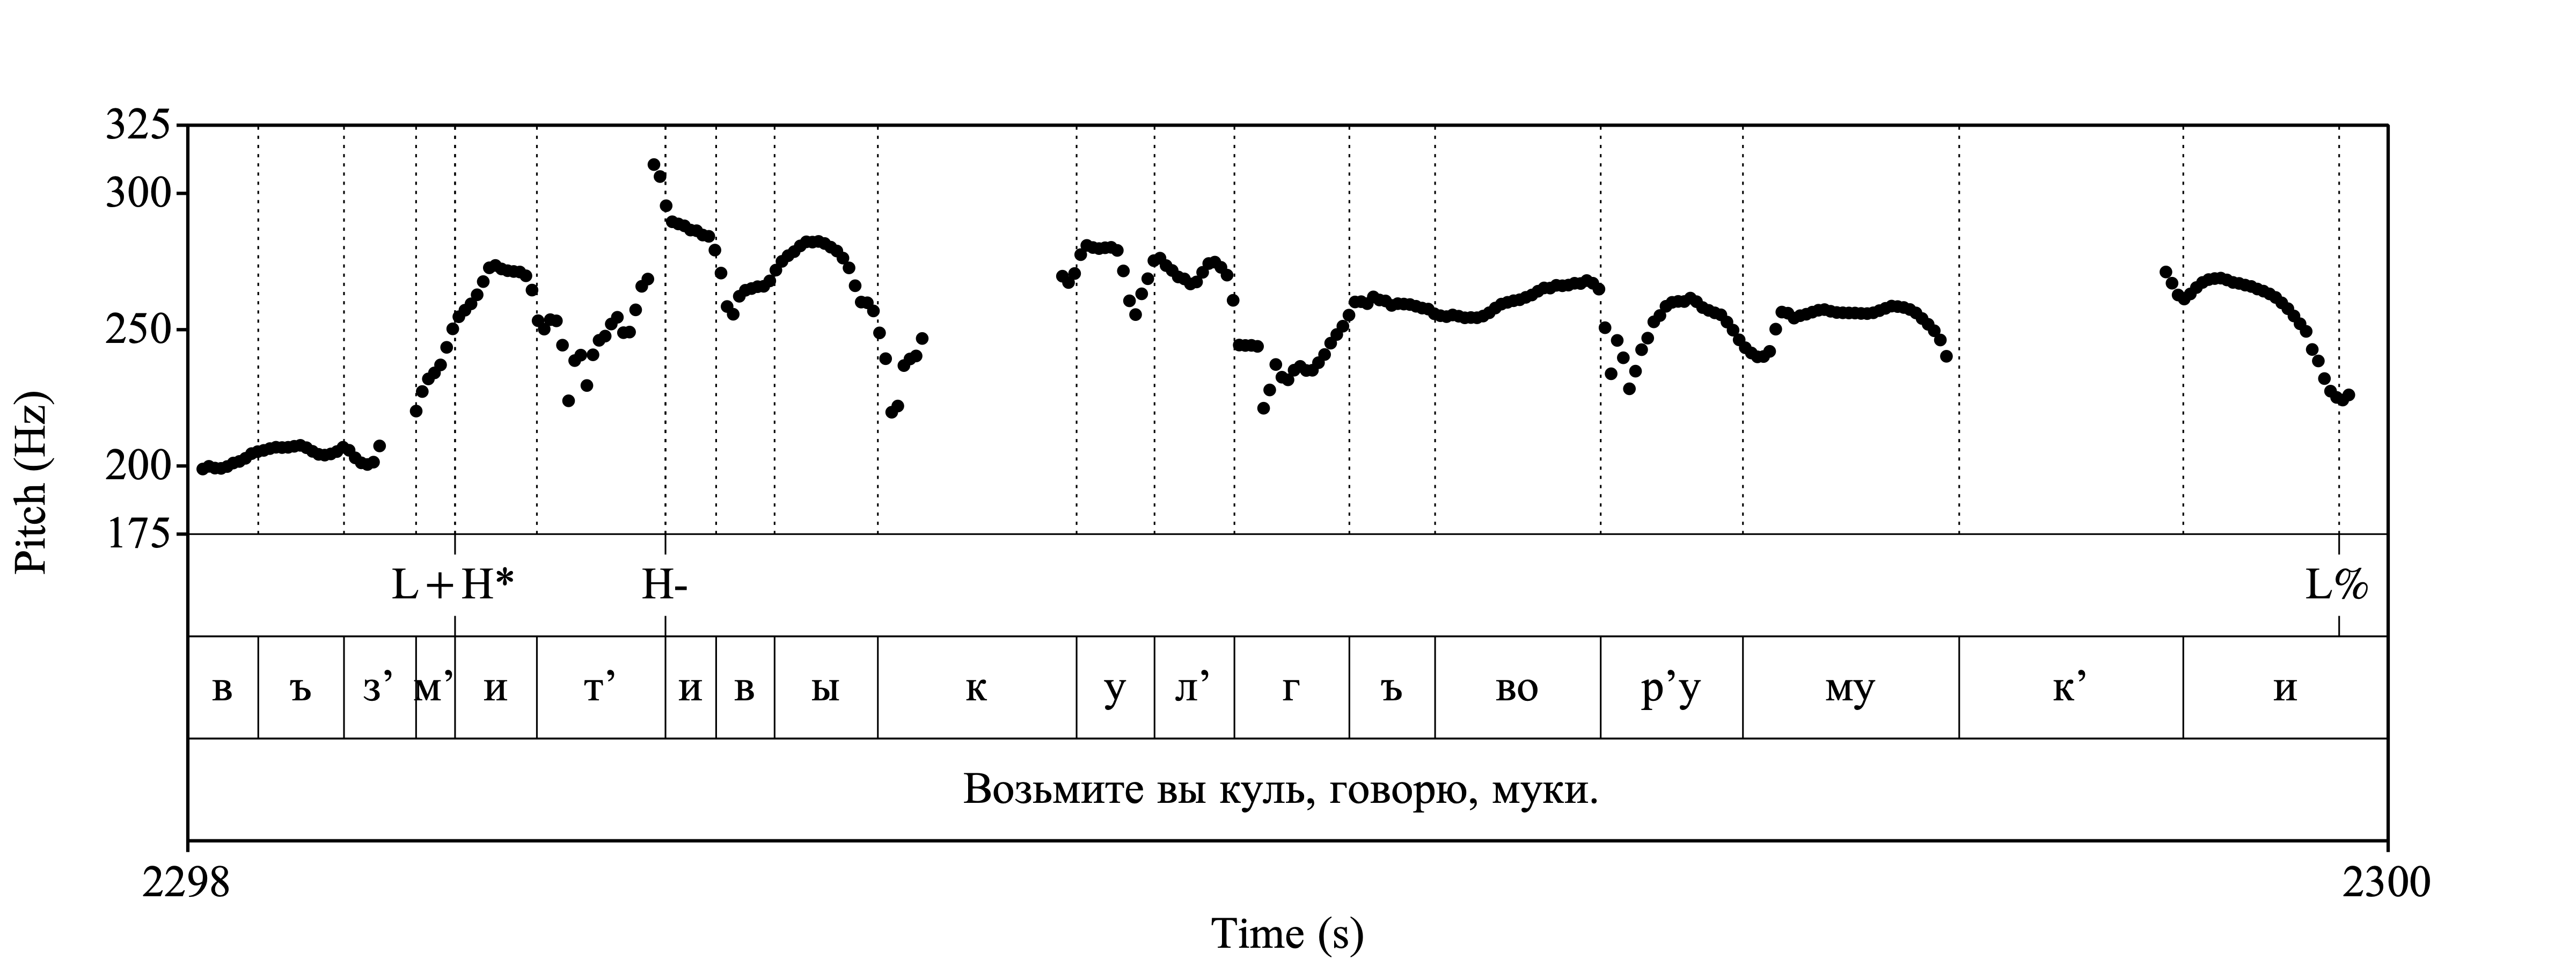 325
300
250
200
175
Pitch (Hz)
L+H* H- L%
в ъ з’ м’ и т’ и в ы к у л’ г ъ во р’у му к’ и
Возьмите вы куль, говорю, муки.
2298 2300
Time (s)